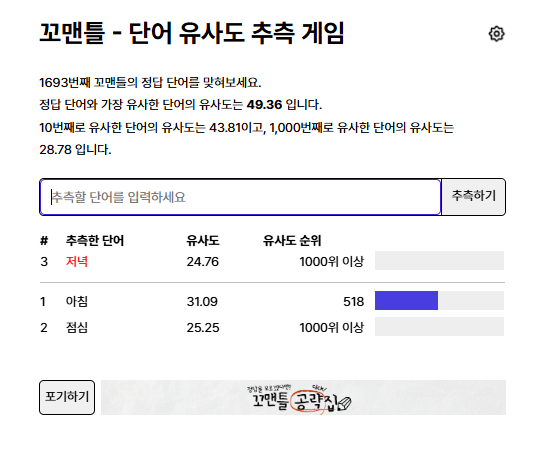 꼬맨틀 - 단어 유사도 추측 게임
1693번째 꼬맨틀의 정답 단어를 맞혀보세요.
정답 단어와 가장 유사한 단어의 유사도는 49.36 입니다.
10번째로 유사한 단어의 유사도는 43.81이고, 1,000번째로 유사한 단어의 유사도는
28.78 입니다.
추측할 단어를 입력하세요 추측하기
# 추측한 단어 유사도 유사도 순위
3 저녁 24.76 1000위 이상
1 아침 31.09 518
2 점심 25.25 1000위 이상
포기하기
click!
꼬맨틀 공략집